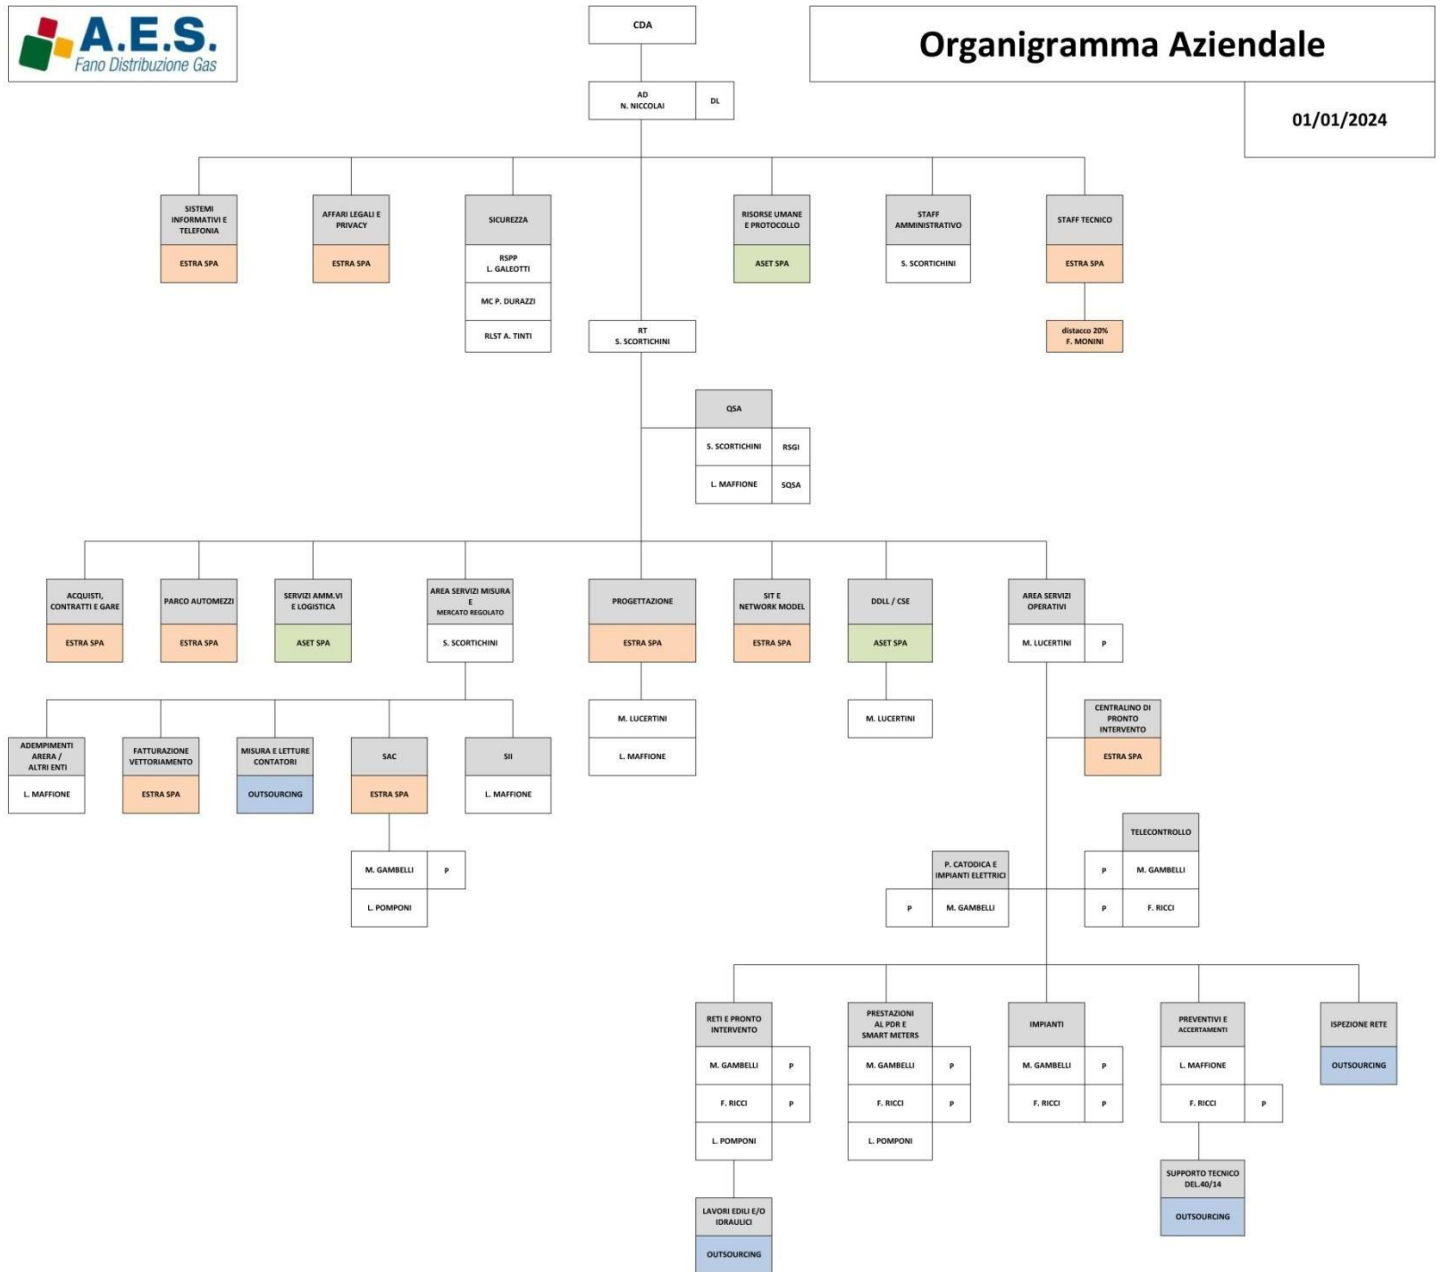 A.E.S.
Fano Distribuzione Gas
CDA
Organigramma Aziendale
01/01/2024
AD
N. NICCOLAI
DL
SISTEMI
INFORMATIVI E
TELEFONIA
ESTRA SPA
AFFARI LEGALI E
PRIVACY
ESTRA SPA
SICUREZZA
RSPP
L. GALEOTTI
MC P. DURAZZI
RLST A. TINTI
RISORSE UMANE
E PROTOCOLLO
ASET SPA
STAFF
AMMINISTRATIVO
S. SCORTICHINI
STAFF TECNICO
ESTRA SPA
distacco 20%
F. MONINI
RT
S. SCORTICHINI
QSA
S. SCORTICHINI
RSGI
L. MAFFIONE
SQSA
ACQUISTI,
CONTRATTI E GARE
ESTRA SPA
PARCO AUTOMEZZI
ESTRA SPA
SERVIZI AMM.VI
E LOGISTICA
ASET SPA
AREA SERVIZI MISURA
E
MERCATO REGOLATO
S. SCORTICHINI
PROGETTAZIONE
ESTRA SPA
M. LUCERTINI
L. MAFFIONE
SIT E
NETWORK MODEL
ESTRA SPA
DDLL / CSE
ASET SPA
M. LUCERTINI
AREA SERVIZI
OPERATIVI
M. LUCERTINI
P
ADEMPIMENTI
ARERA /
ALTRI ENTI
L. MAFFIONE
FATTURAZIONE
VETTORIAMENTO
ESTRA SPA
MISURA E LETTURE
CONTATORI
OUTSOURCING
SAC
ESTRA SPA
M. GAMBELLI
P
L. POMPONI
SII
L. MAFFIONE
CENTRALINO DI
PRONTO
INTERVENTO
ESTRA SPA
TELECONTROLLO
P
M. GAMBELLI
P
F. RICCI
P. CATODICA E
IMPIANTI ELETTRICI
P
M. GAMBELLI
RETI E PRONTO
INTERVENTO
M. GAMBELLI
P
F. RICCI
P
L. POMPONI
LAVORI EDILI E/O
IDRAULICI
OUTSOURCING
PRESTAZIONI
AL PDR E
SMART METERS
M. GAMBELLI
P
F. RICCI
P
L. POMPONI
IMPIANTI
M. GAMBELLI
P
F. RICCI
P
PREVENTIVI E
ACCERTAMENTI
L. MAFFIONE
F. RICCI
P
SUPPORTO TECNICO
DEL.40/14
OUTSOURCING
ISPEZIONE RETE
OUTSOURCING